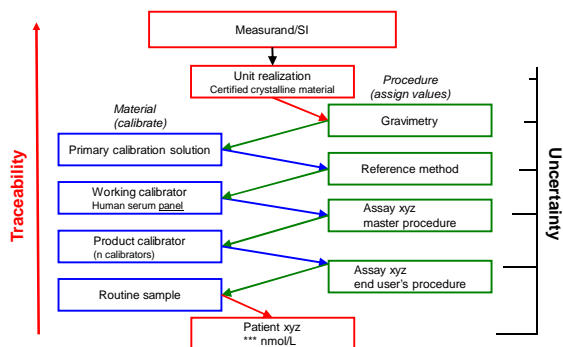 Measurand/SI
Unit realization
Certified crystalline material
Procedure
(assign values)
Material
(calibrate)
Gravimetry
Primary calibration solution
Reference method
Working calibrator
Human serum panel
Assay xyz
master procedure
Product calibrator
(n calibrators)
Assay xyz
end user's procedure
Routine sample
Patient xyz
*** nmol/L
Traceability
Uncertainty